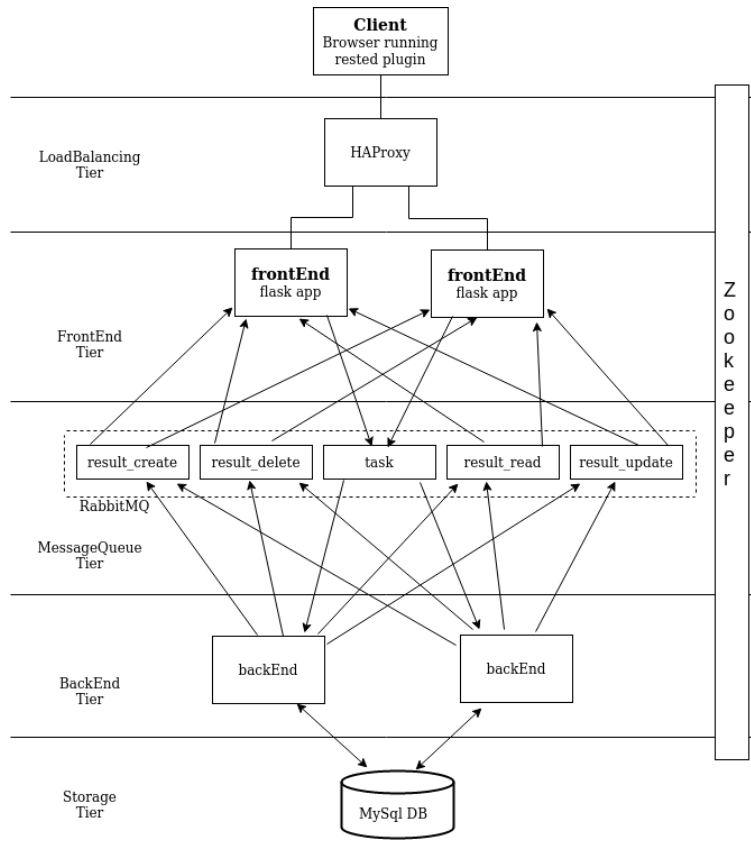 Client
Browser running
rested plugin
HAProxy
LoadBalancing
Tier
frontEnd
flask app
frontEnd
flask app
FrontEnd
Tier
Zookeeper
result_create
result_delete
task
result_read
result_update
RabbitMQ
MessageQueue
Tier
backEnd
backEnd
BackEnd
Tier
Storage
Tier
MySql DB